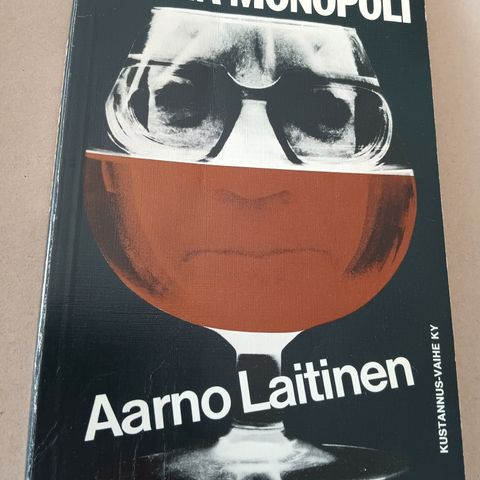 MONOPOLI
Aarno Laitinen
KUSTANNUS-VAIHE KY